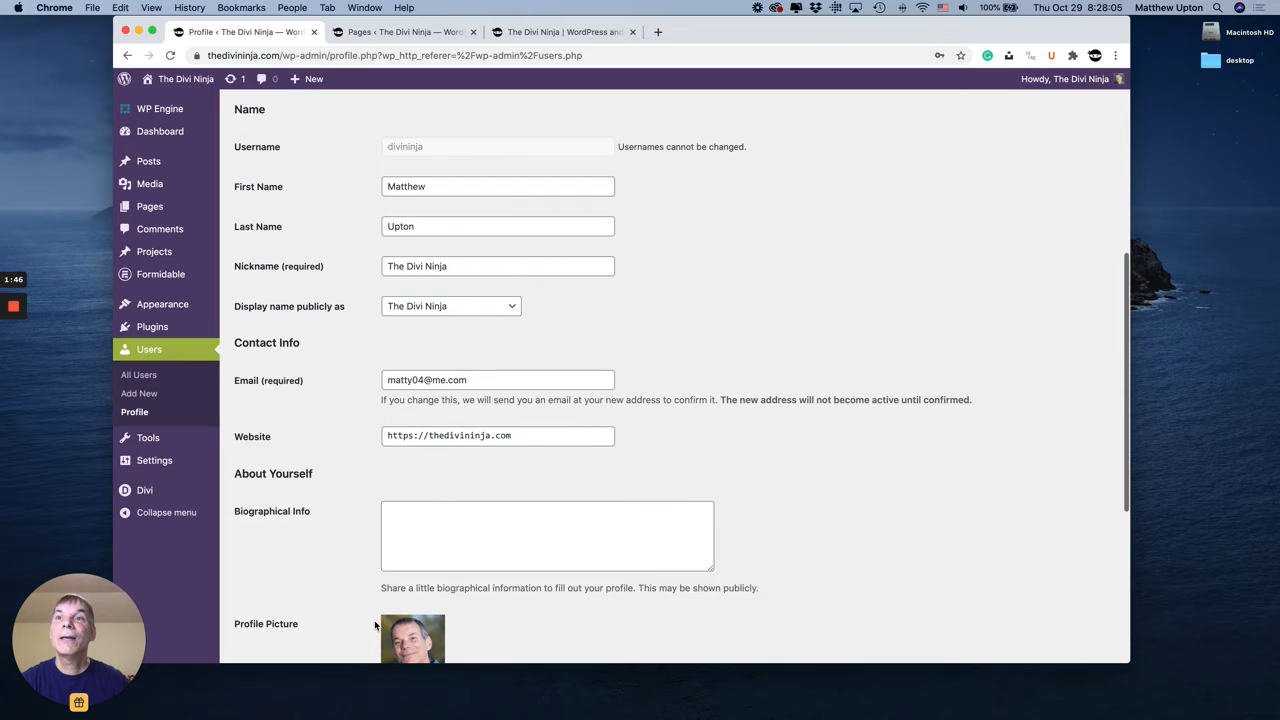 Chrome File Edit View History Bookmarks People Tab Window Help 100% Thu Oct 29 8:28:05 Matthew Upton
Profile ‹ The Divi Ninja — Word
Pages ‹ The Divi Ninja — Word
The Divi Ninja | WordPress and
Macintosh HD
thedivininja.com/wp-admin/profile.php?wp_http_referer=%2Fwp-admin%2Fusers.php
desktop
The Divi Ninja 1 0 New Howdy, The Divi Ninja
WP Engine
Dashboard
Posts
Media
Pages
Comments
Projects
Formidable
Appearance
Plugins
Users
All Users
Add New
Profile
Tools
Settings
Divi
Collapse menu
Name
Username divininja Usernames cannot be changed.
First Name Matthew
Last Name Upton
Nickname (required) The Divi Ninja
Display name publicly as The Divi Ninja
Contact Info
Email (required) matty04@me.com
If you change this, we will send you an email at your new address to confirm it. The new address will not become active until confirmed.
Website https://thedivininja.com
About Yourself
Biographical Info
Share a little biographical information to fill out your profile. This may be shown publicly.
Profile Picture
1:46